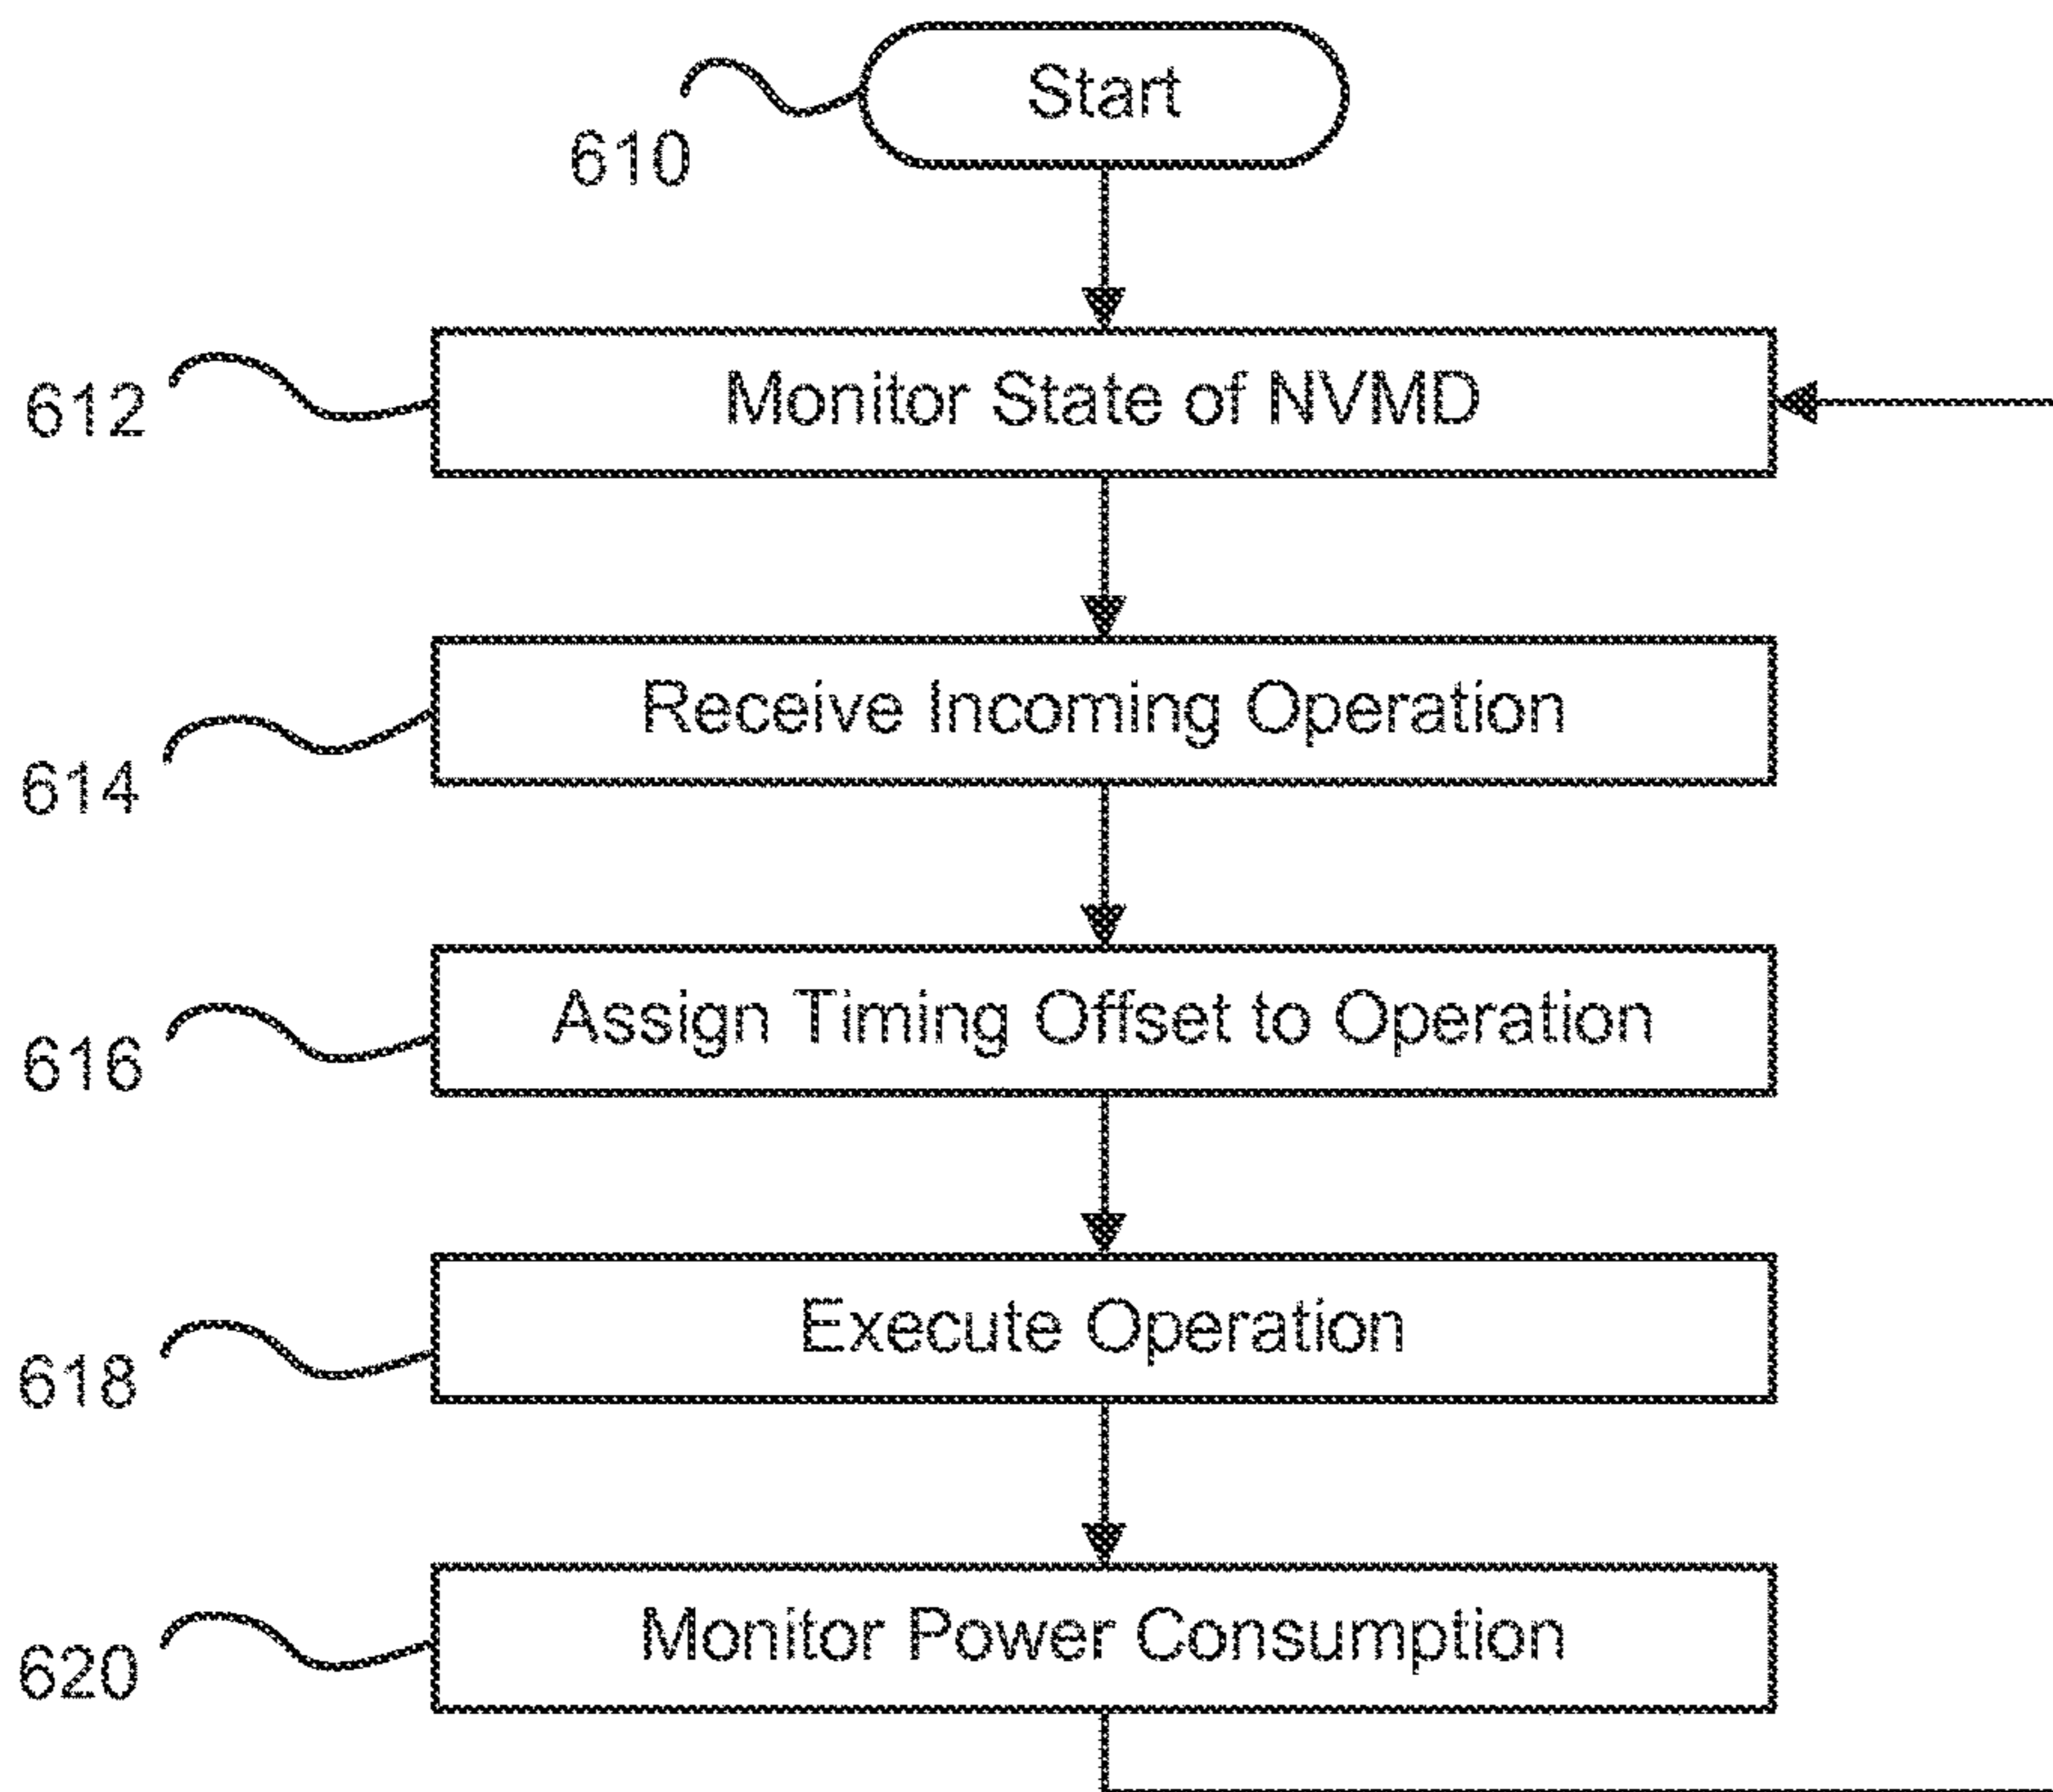 Start
610
Monitor State of NVMD
612
Receive Incoming Operation
614
Assign Timing Offset to Operation
616
Execute Operation
618
Monitor Power Consumption
620